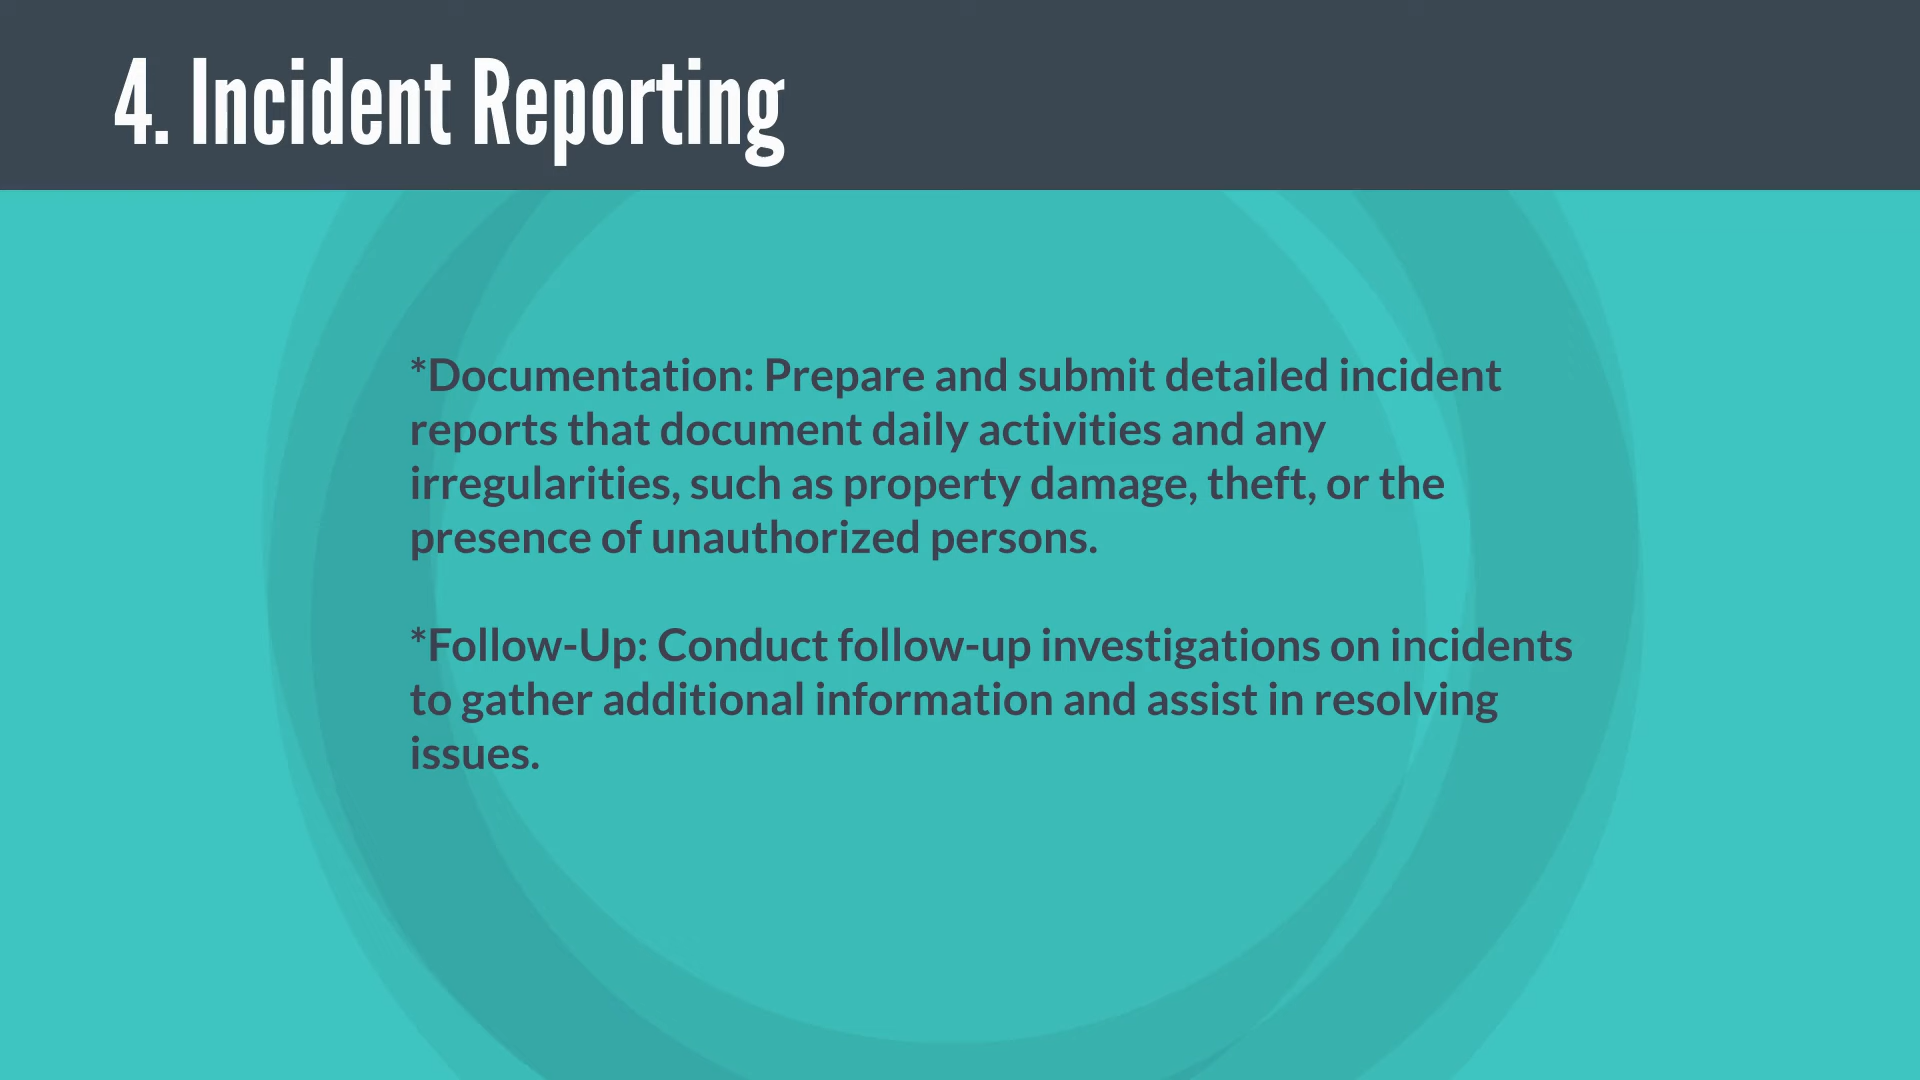 4. Incident Reporting
*Documentation: Prepare and submit detailed incident
reports that document daily activities and any
irregularities, such as property damage, theft, or the
presence of unauthorized persons.
*Follow-Up: Conduct follow-up investigations on incidents
to gather additional information and assist in resolving
issues.